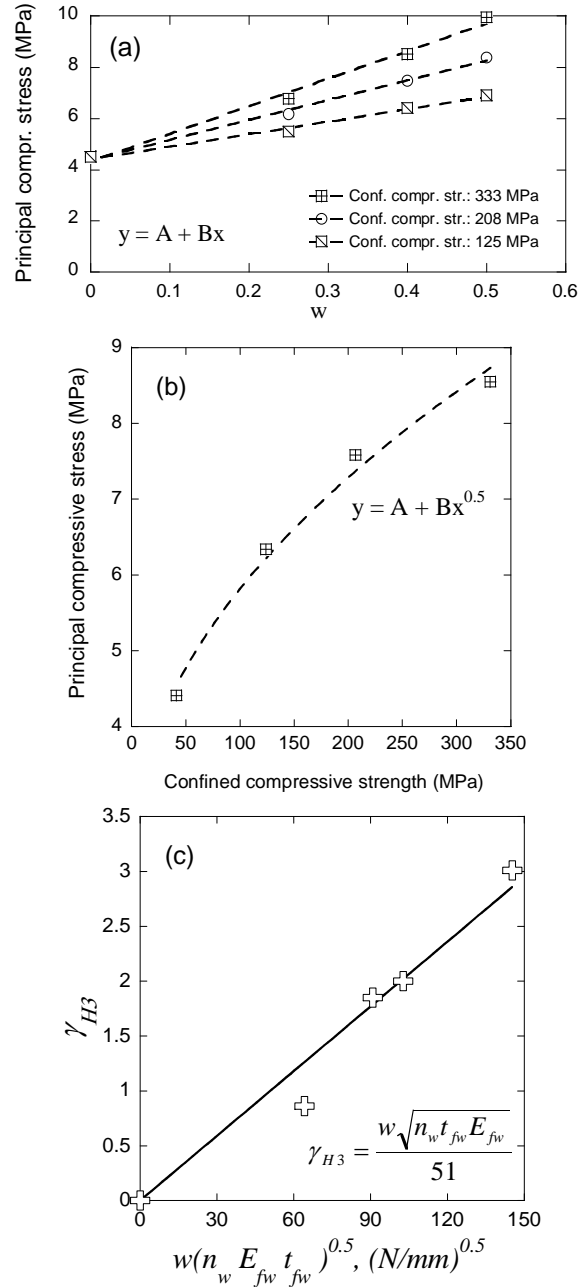 Principal compr. stress (MPa)
10
8
6
4
2
0
(a)
Conf. compr. str.: 333 MPa
Conf. compr. str.: 208 MPa
Conf. compr. str.: 125 MPa
y = A + Bx
0 0.1 0.2 0.3 0.4 0.5 0.6
w
Principal compressive stress (MPa)
9
8
7
6
5
4
(b)
y = A + Bx^0.5
0 50 100 150 200 250 300 350
Confined compressive strength (MPa)
γ_H3
3.5
3
2.5
2
1.5
1
0.5
0
(c)
γ_H3 = w√(n_w t_fw E_fw) / 51
0 30 60 90 120 150
w(n_w E_fw t_fw)^0.5, (N/mm)^0.5